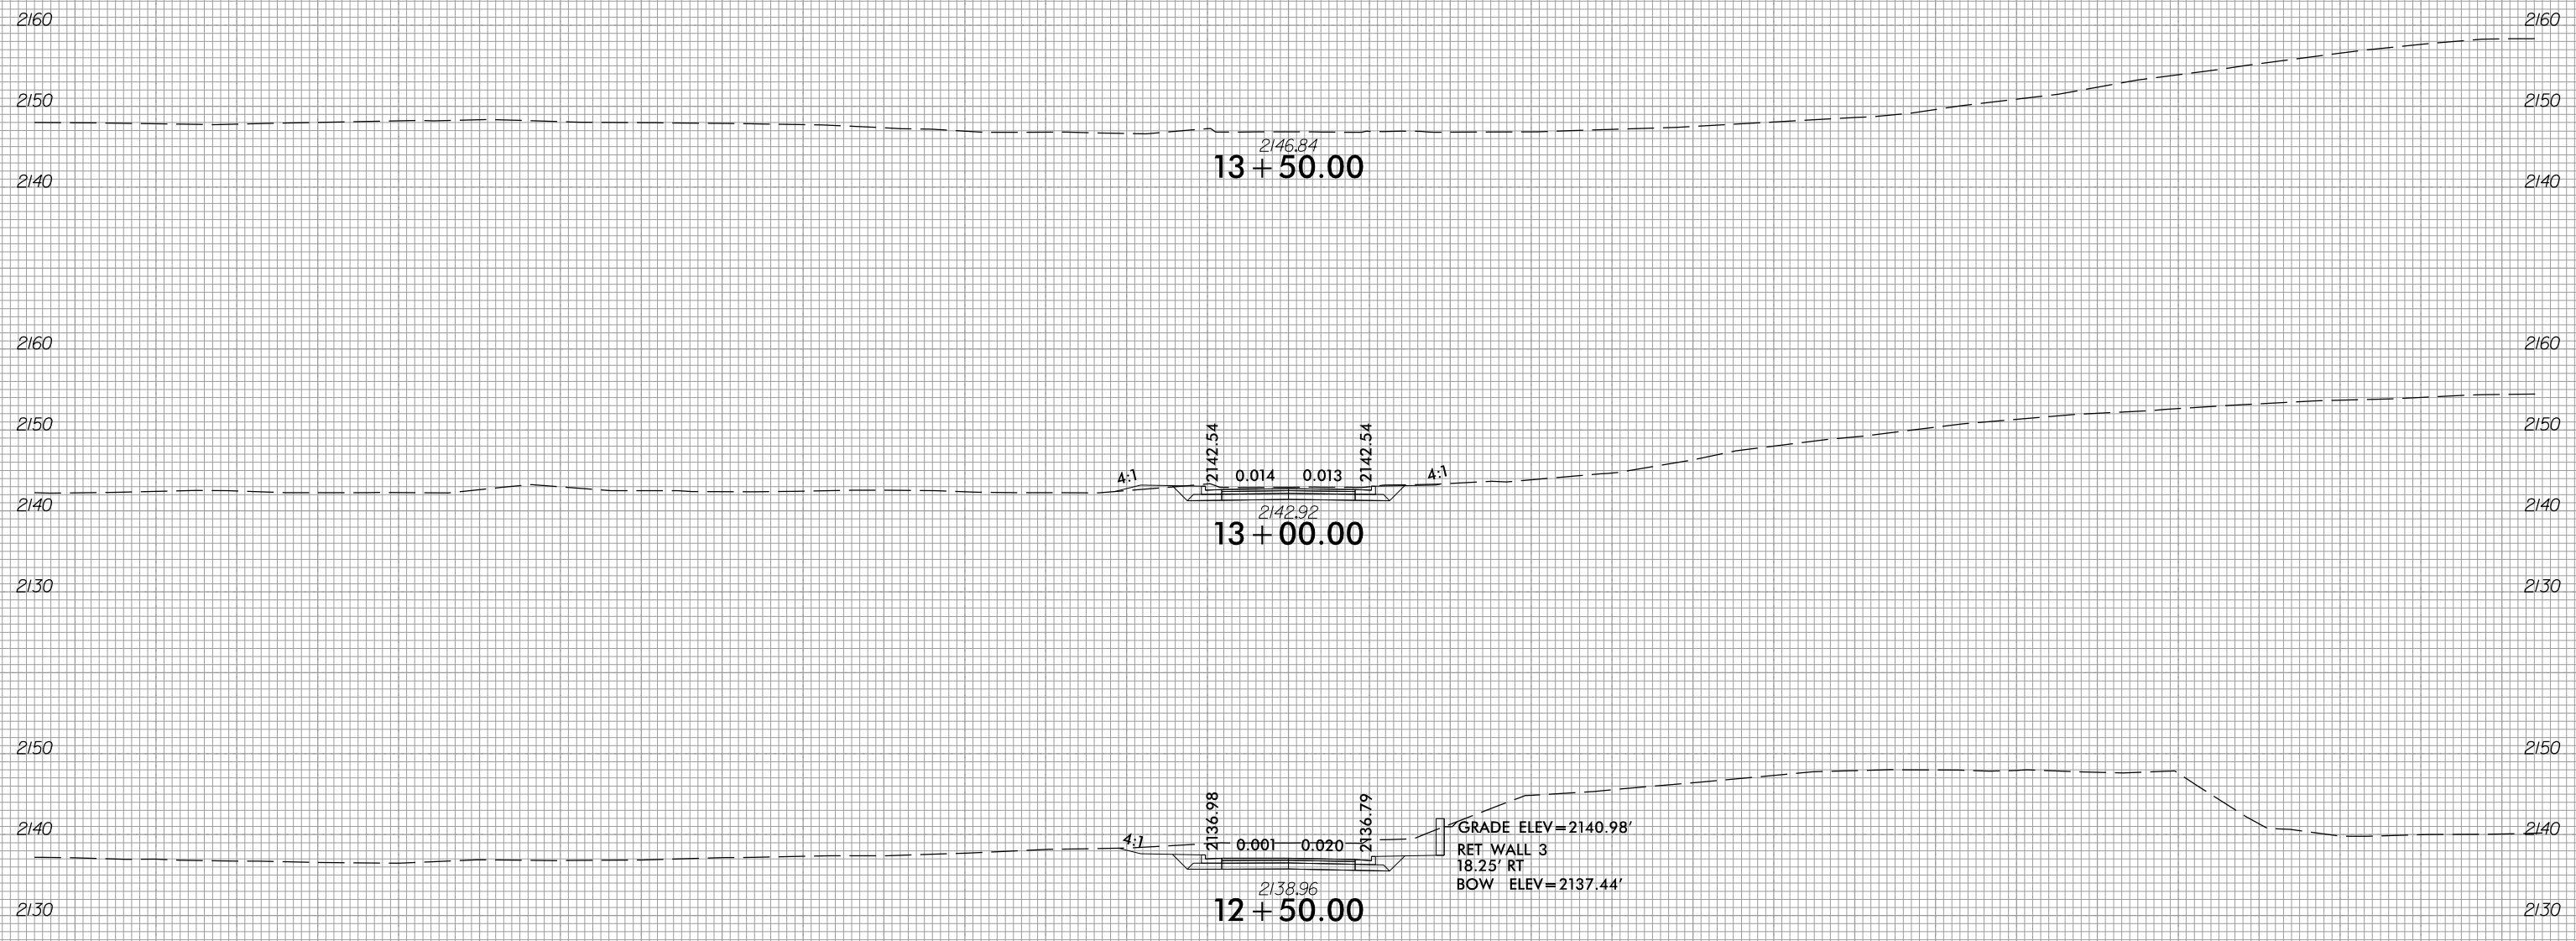 2160 2160
2150 2150
2146.84
13+50.00
2140 2140
2160 2160
2150 2150
4:1 2142.54 0.014 0.013 2142.54 4:1
2140 2140
2142.92
13+00.00
2130 2130
2150 2150
4:1 2136.98 0.001 0.020 2136.79
2140 GRADE ELEV=2140.98' 2140
RET WALL 3
18.25' RT
BOW ELEV=2137.44'
2138.96
12+50.00
2130 2130